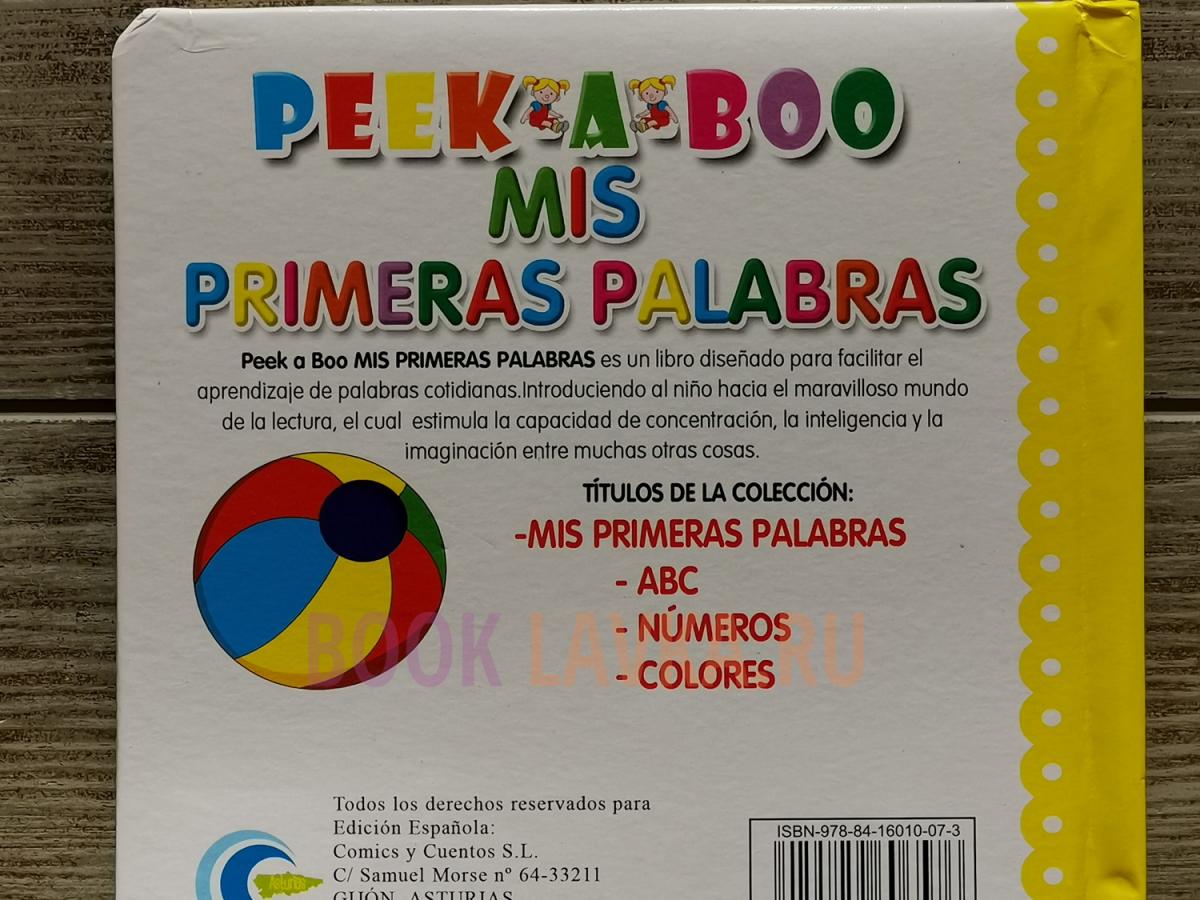 PEEK-A-BOO
MIS
PRIMERAS PALABRAS
Peek a Boo MIS PRIMERAS PALABRAS es un libro diseñado para facilitar el
aprendizaje de palabras cotidianas.Introduciendo al niño hacia el maravilloso mundo
de la lectura, el cual estimula la capacidad de concentración, la inteligencia y la
imaginación entre muchas otras cosas.
TÍTULOS DE LA COLECCIÓN:
-MIS PRIMERAS PALABRAS
- ABC
- NÚMEROS
- COLORES
BOOK LAVKA.RU
Todos los derechos reservados para
Edición Española:
Comics y Cuentos S.L.
C/ Samuel Morse nº 64-33211
GIJÓN, ASTURIAS
Asturias
ISBN-978-84-16010-07-3